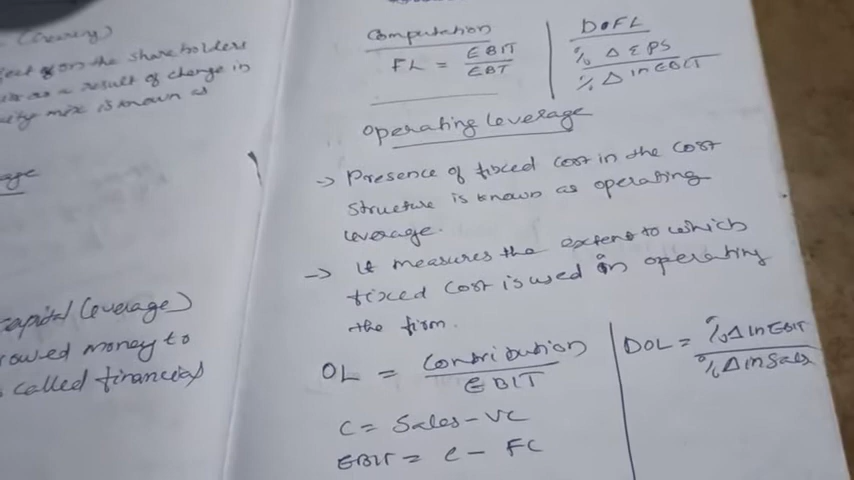 on the shareholders
as a result of change in
mix is known as
capital leverage)
money to
called financial
Computation
FL = EBIT / EBT
DOFL
% Δ EPS / % Δ in EBIT
Operating Leverage
→ Presence of fixed cost in the cost
structure is known as operating
leverage.
→ It measures the extent to which
fixed cost is used in operating
the firm.
OL = Contribution / EBIT
C = Sales - VC
EBIT = C - FC
DOL = % Δ in EBIT / % Δ in Sales